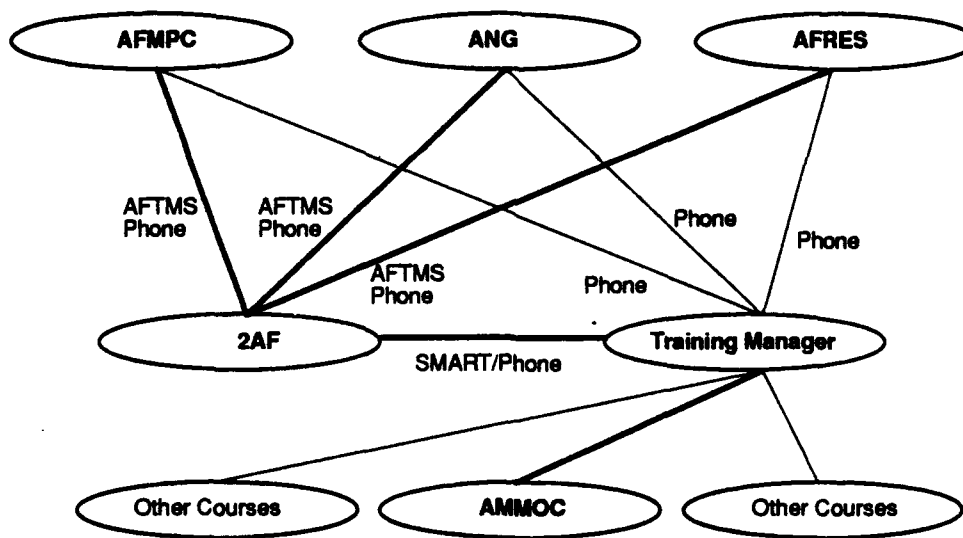 AFMPC
ANG
AFRES
AFTMS
Phone
AFTMS
Phone
AFTMS
Phone
Phone
Phone
Phone
2AF
Training Manager
SMART/Phone
Other Courses
AMMOC
Other Courses